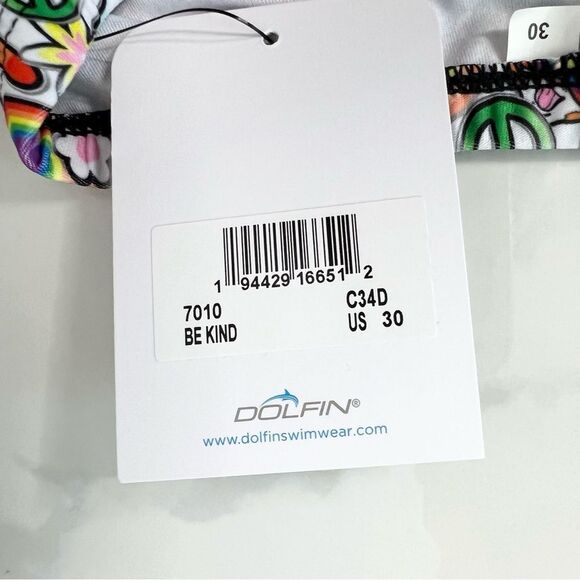 30
1 94429 16651 2
7010 C34D
BE KIND US 30
DOLFIN®
www.dolfinswimwear.com